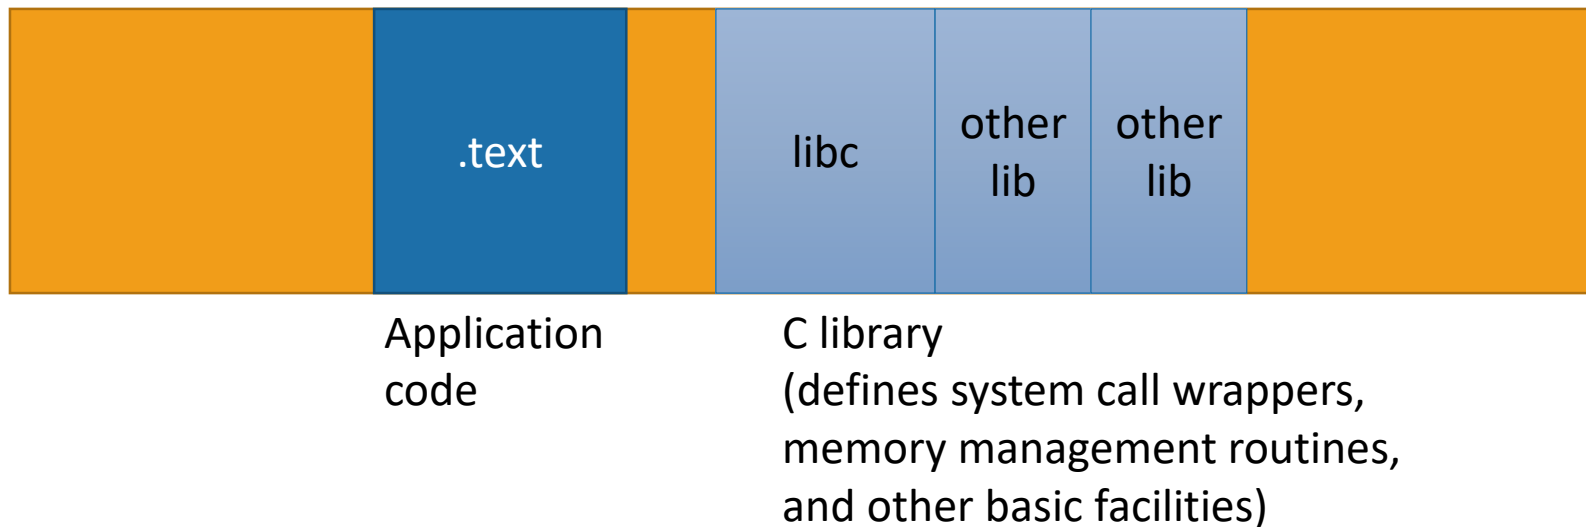 .text
libc
other
lib
other
lib
Application
code
C library
(defines system call wrappers,
memory management routines,
and other basic facilities)